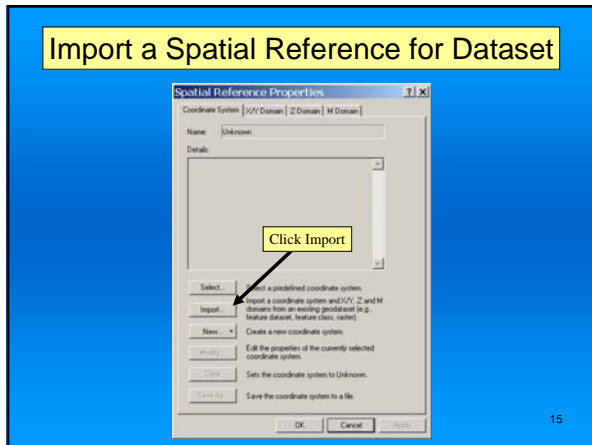 Import a Spatial Reference for Dataset
Spatial Reference Properties
Coordinate System X/Y Domain Z Domain M Domain
Name: Unknown
Details:
Click Import
Select... Select a predefined coordinate system.
Import... Import a coordinate system and X/Y, Z and M
domains from an existing geodataset (e.g.,
feature dataset, feature class, raster).
New... Create a new coordinate system.
Modify... Edit the properties of the currently selected
coordinate system.
Clear Sets the coordinate system to Unknown.
Save As... Save the coordinate system to a file.
OK Cancel Apply
15